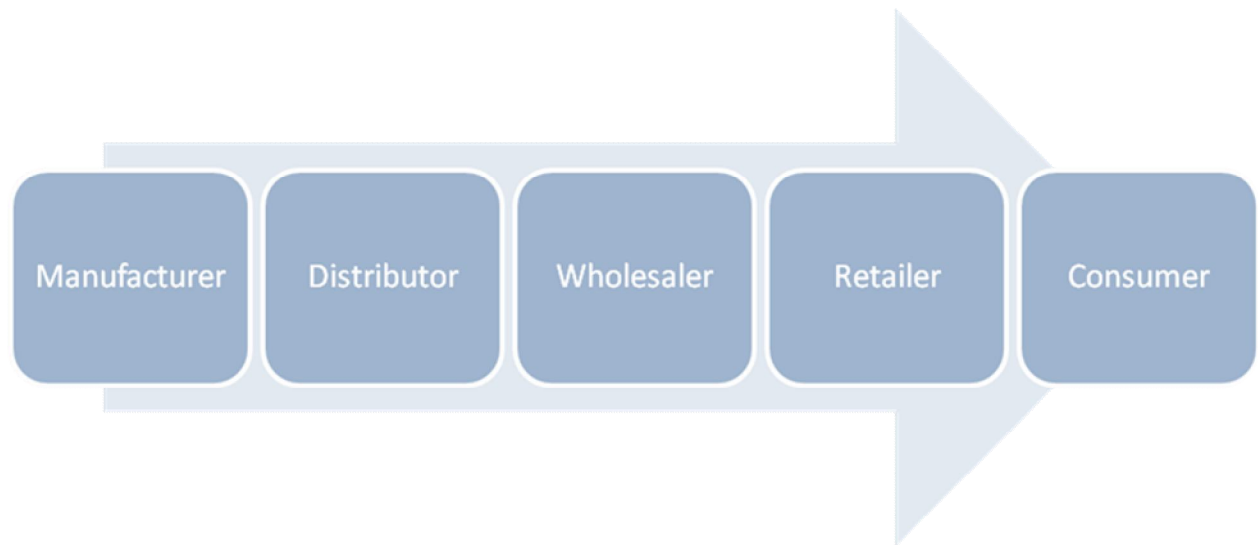 Manufacturer
Distributor
Wholesaler
Retailer
Consumer